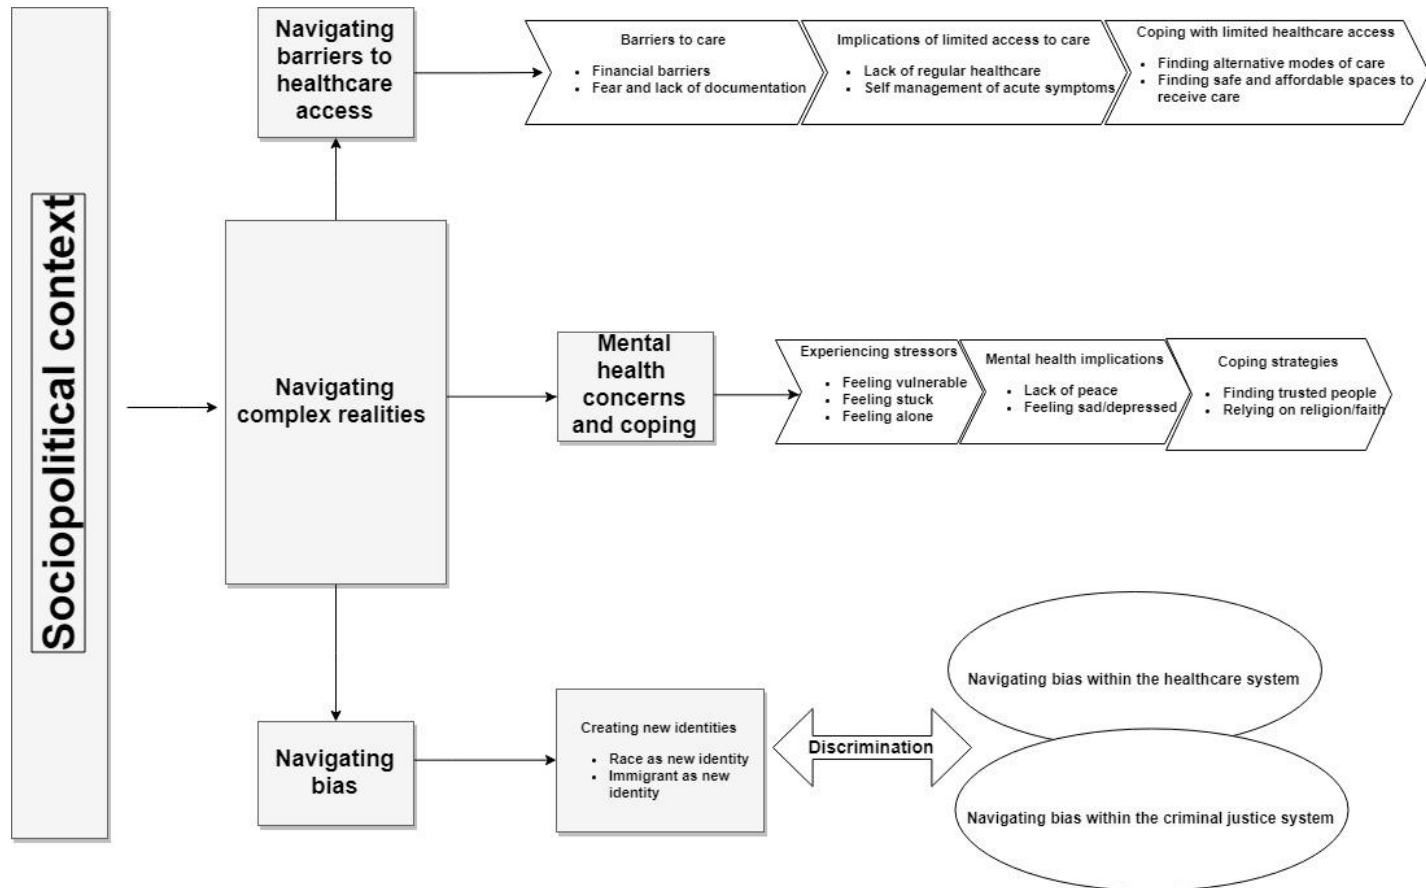 Sociopolitical context
Navigating
barriers to
healthcare
access
Barriers to care
• Financial barriers
• Fear and lack of documentation
Implications of limited access to care
• Lack of regular healthcare
• Self management of acute symptoms
Coping with limited healthcare access
• Finding alternative modes of care
• Finding safe and affordable spaces to
receive care
Navigating
complex realities
Mental
health
concerns
and coping
Experiencing stressors
• Feeling vulnerable
• Feeling stuck
• Feeling alone
Mental health implications
• Lack of peace
• Feeling sad/depressed
Coping strategies
• Finding trusted people
• Relying on religion/faith
Navigating
bias
Creating new identities
• Race as new identity
• Immigrant as new
identity
Discrimination
Navigating bias within the healthcare system
Navigating bias within the criminal justice system